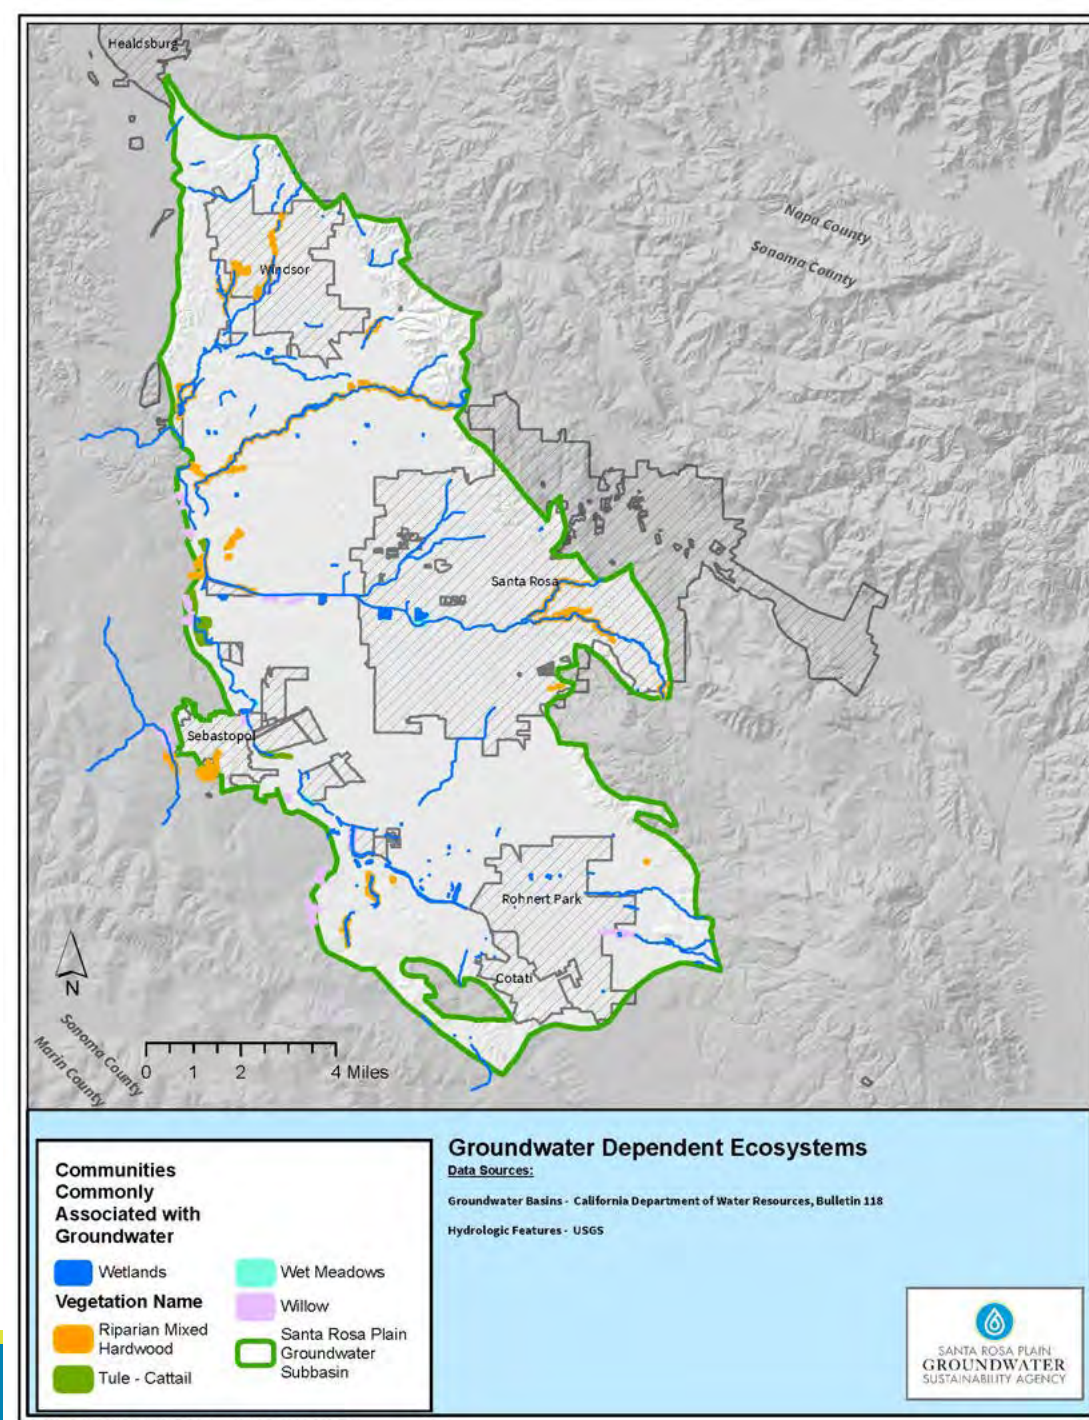 Healdsburg
Napa County
Sonoma County
Windsor
Santa Rosa
Sebastopol
Rohnert Park
Cotati
N
Sonoma County
Marin County
0 1 2 4 Miles
Groundwater Dependent Ecosystems
Data Sources:
Groundwater Basins - California Department of Water Resources, Bulletin 118
Hydrologic Features - USGS
Communities
Commonly
Associated with
Groundwater
Wetlands
Vegetation Name
Riparian Mixed
Hardwood
Tule - Cattail
Wet Meadows
Willow
Santa Rosa Plain
Groundwater
Subbasin
SANTA ROSA PLAIN
GROUNDWATER
SUSTAINABILITY AGENCY